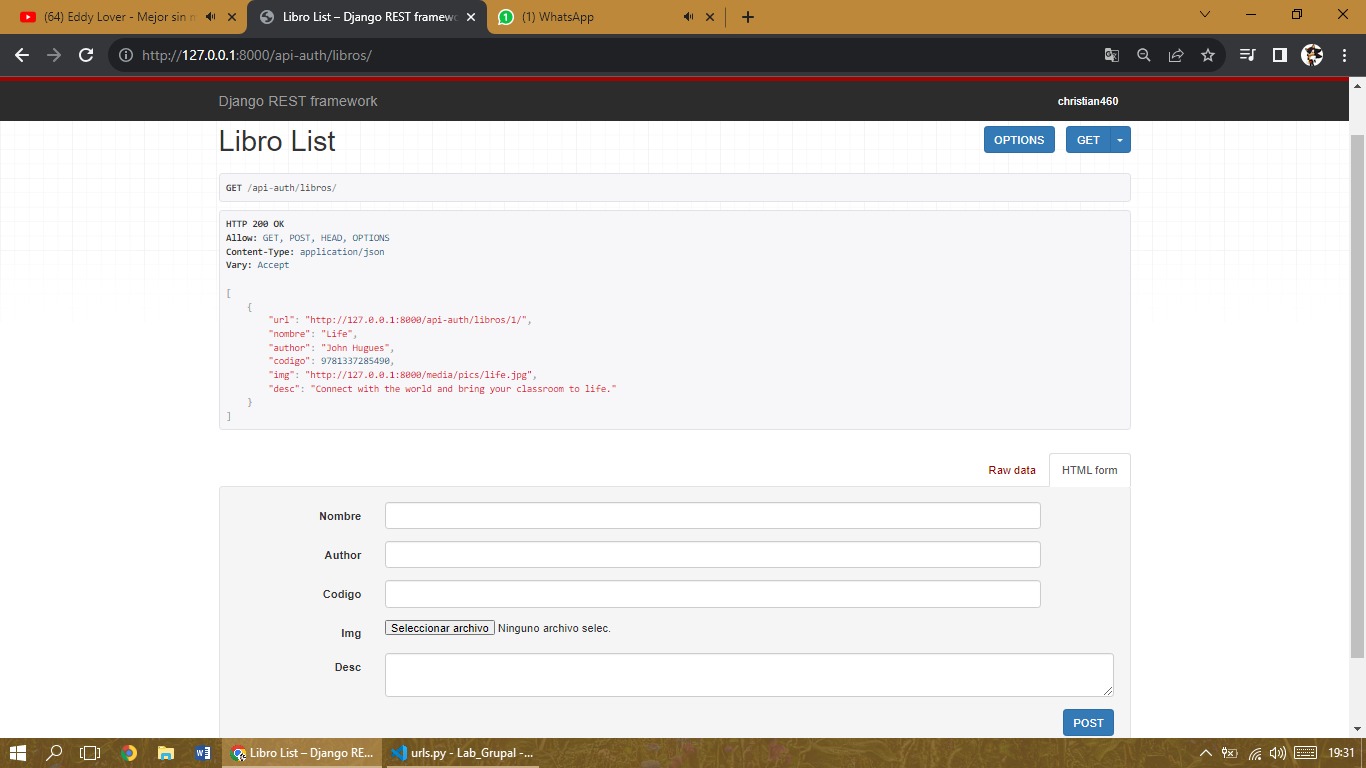 (64) Eddy Lover - Mejor sin n
Libro List – Django REST framewo
(1) WhatsApp
http://127.0.0.1:8000/api-auth/libros/
Django REST framework
christian460
Libro List
OPTIONS
GET
GET /api-auth/libros/
HTTP 200 OK
Allow: GET, POST, HEAD, OPTIONS
Content-Type: application/json
Vary: Accept
[
{
"url": "http://127.0.0.1:8000/api-auth/libros/1/",
"nombre": "Life",
"author": "John Hugues",
"codigo": 9781337285490,
"img": "http://127.0.0.1:8000/media/pics/life.jpg",
"desc": "Connect with the world and bring your classroom to life."
}
]
Raw data
HTML form
Nombre
Author
Codigo
Img
Seleccionar archivo Ninguno archivo selec.
Desc
POST
Libro List – Django RE...
urls.py - Lab_Grupal -...
19:31